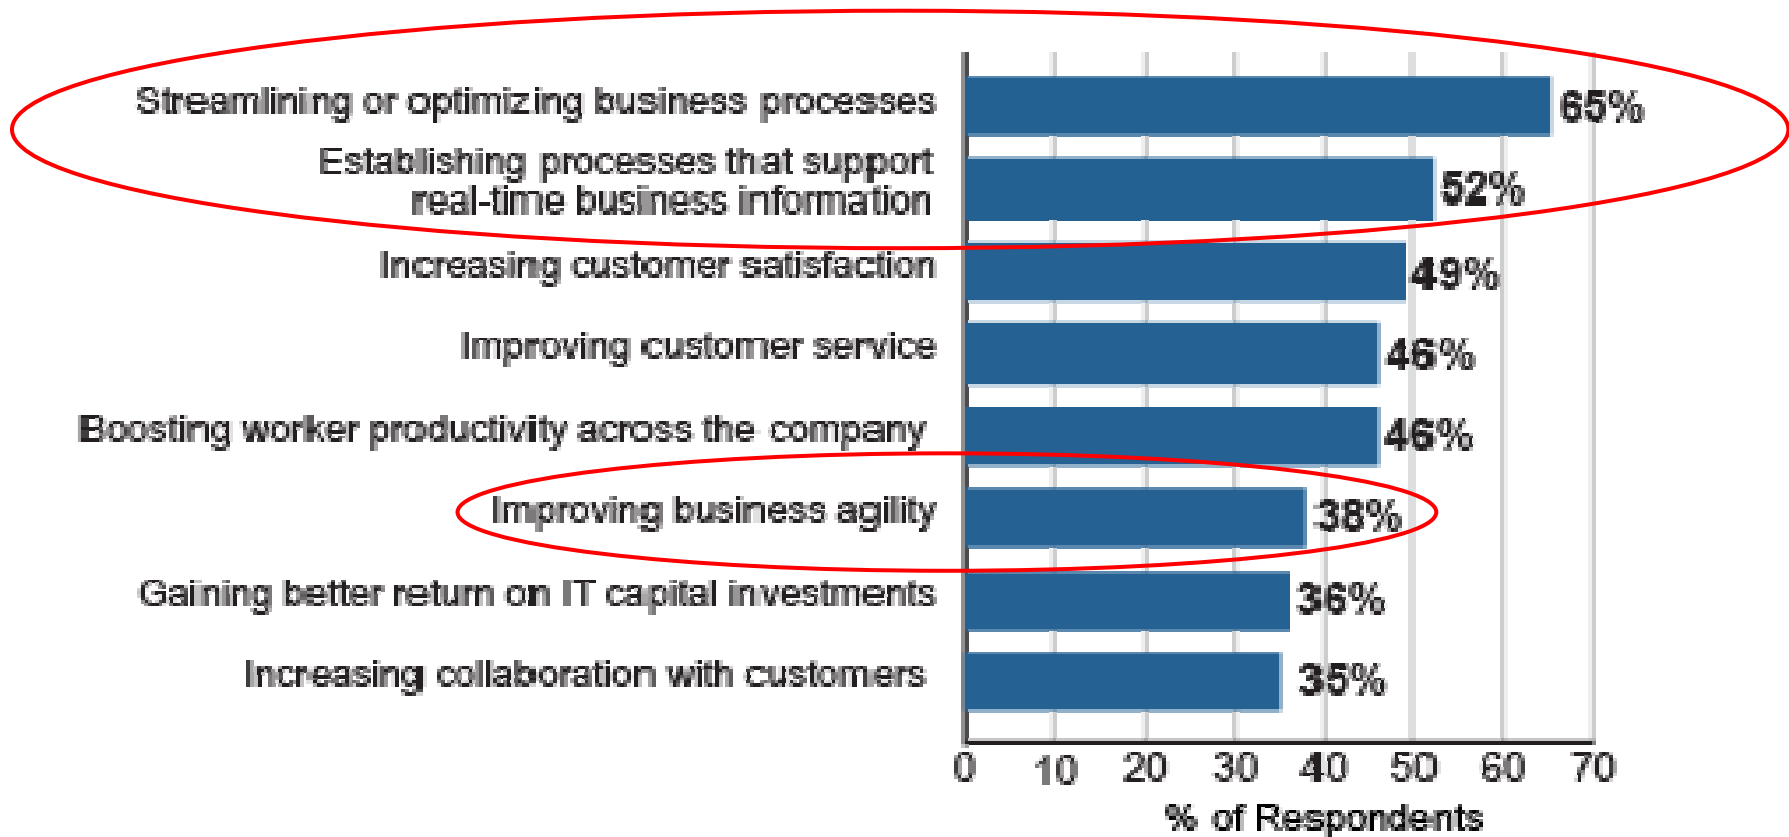 Streamlining or optimizing business processes 65%
Establishing processes that support
real-time business information 52%
Increasing customer satisfaction 49%
Improving customer service 46%
Boosting worker productivity across the company 46%
Improving business agility 38%
Gaining better return on IT capital investments 36%
Increasing collaboration with customers 35%
0 10 20 30 40 50 60 70
% of Respondents